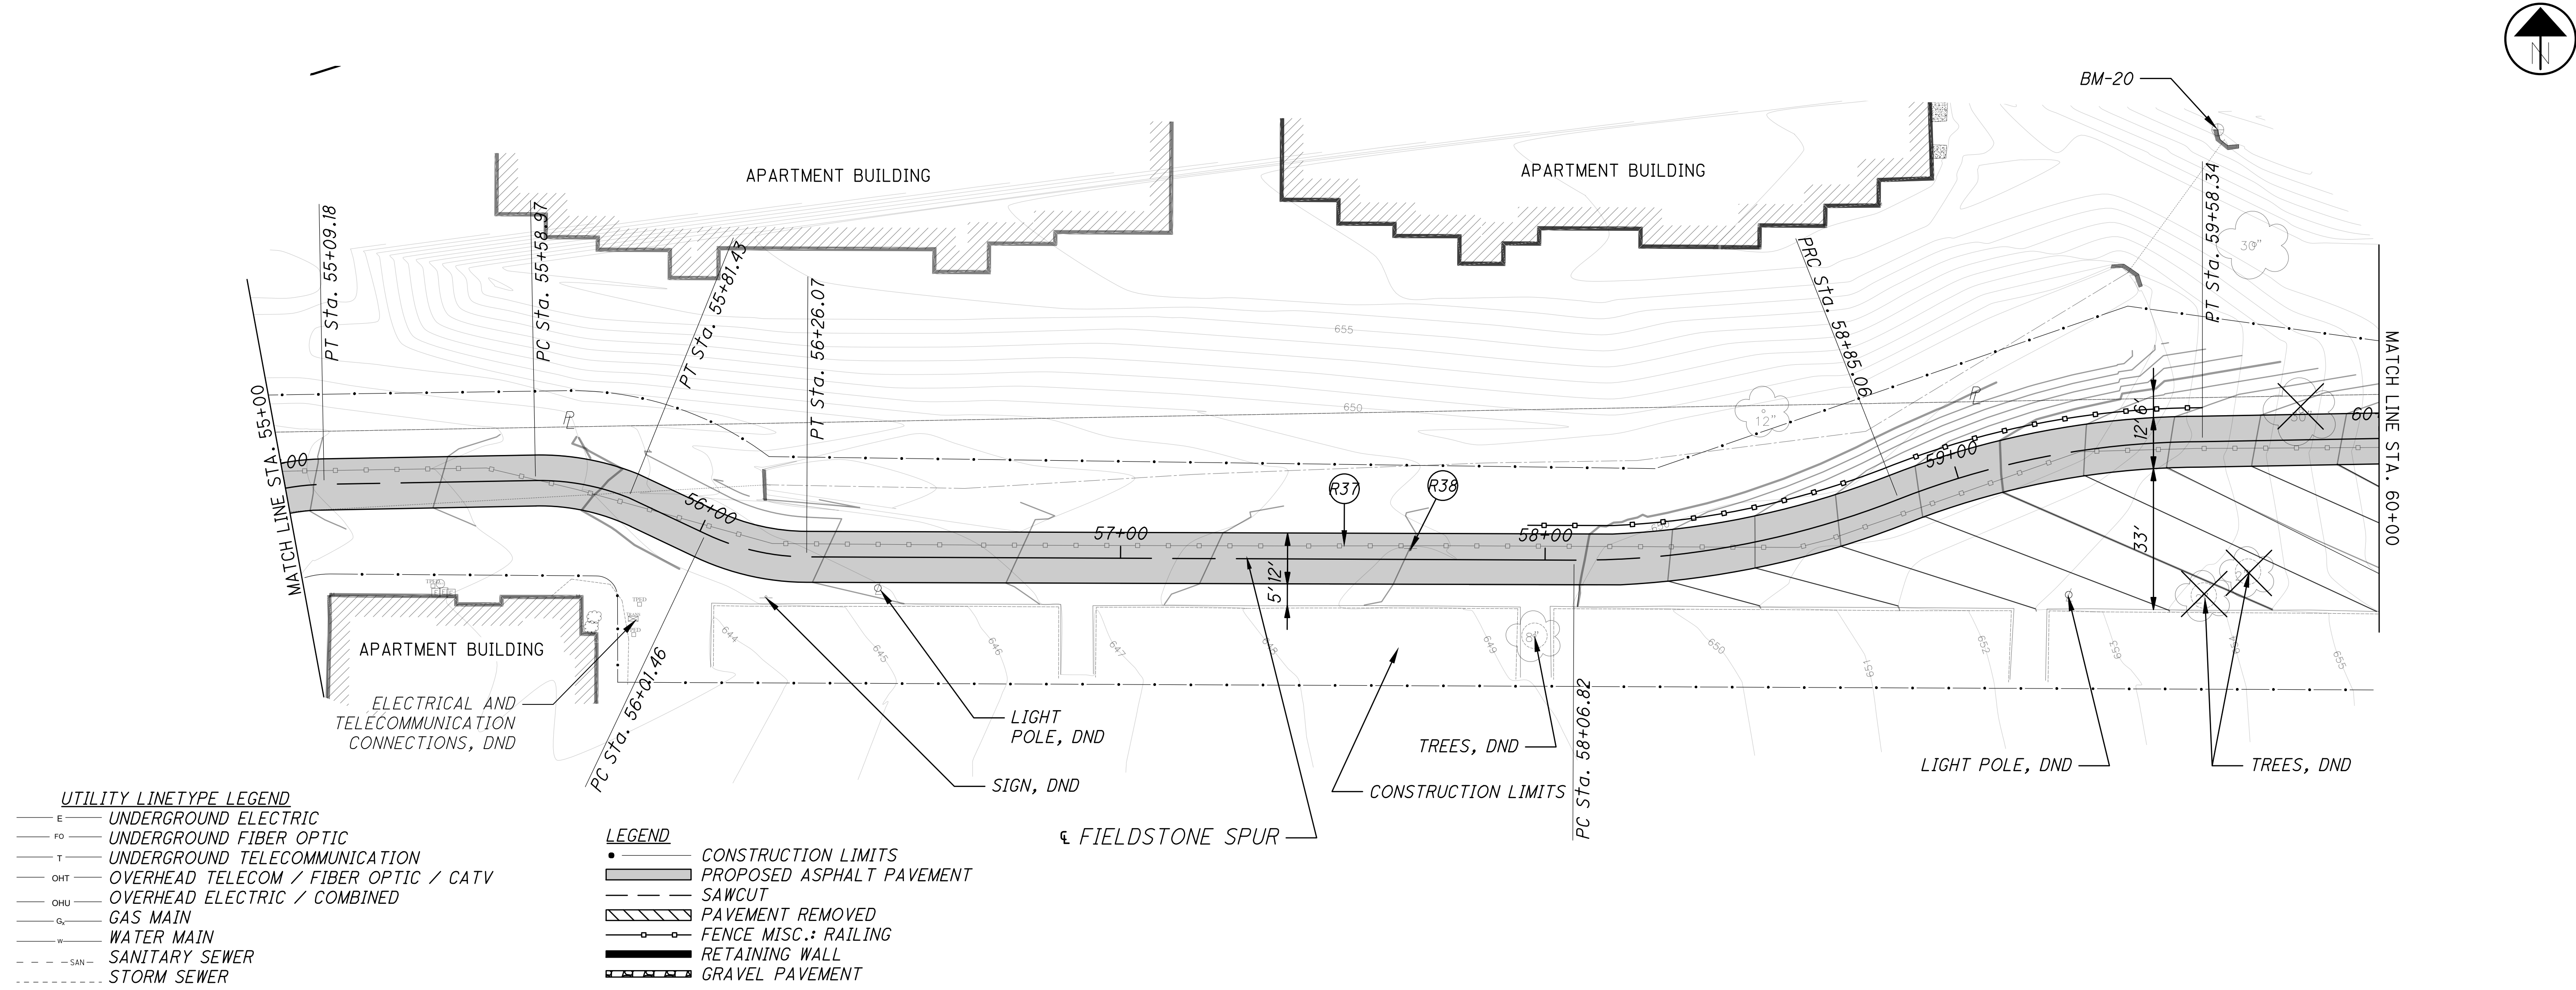 N
BM-20
APARTMENT BUILDING
APARTMENT BUILDING
PT Sta. 55+09.18
PC Sta. 55+58.97
PT Sta. 55+81.43
PT Sta. 56+26.07
PRC Sta. 58+85.06
PT Sta. 59+58.34
30"
655
650
12"
MATCH LINE STA. 55+00
MATCH LINE STA. 60+00
PL
PL
00
56+00
57+00
58+00
59+00
60
R37
R38
12'
5'
6'
12'
33'
APARTMENT BUILDING
TPED
644
645
646
647
649
650
651
652
653
655
8"
PC Sta. 56+01.46
PC Sta. 58+06.82
ELECTRICAL AND
TELECOMMUNICATION
CONNECTIONS, DND
LIGHT
POLE, DND
SIGN, DND
TREES, DND
CONSTRUCTION LIMITS
LIGHT POLE, DND
TREES, DND
CL FIELDSTONE SPUR
UTILITY LINETYPE LEGEND
E UNDERGROUND ELECTRIC
FO UNDERGROUND FIBER OPTIC
T UNDERGROUND TELECOMMUNICATION
OHT OVERHEAD TELECOM / FIBER OPTIC / CATV
OHU OVERHEAD ELECTRIC / COMBINED
G GAS MAIN
W WATER MAIN
SAN SANITARY SEWER
STORM SEWER
LEGEND
CONSTRUCTION LIMITS
PROPOSED ASPHALT PAVEMENT
SAWCUT
PAVEMENT REMOVED
FENCE MISC.: RAILING
RETAINING WALL
GRAVEL PAVEMENT